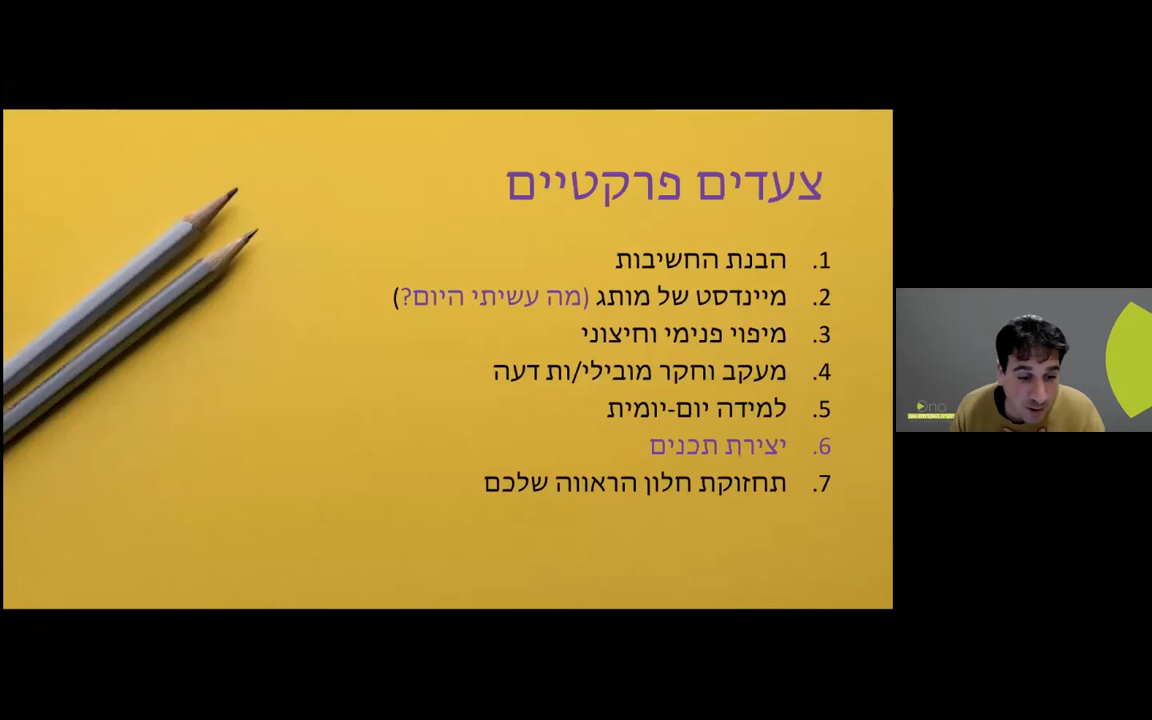 צעדים פרקטיים
1. הבנת החשיבות
2. מיינדסט של מותג (מה עשיתי היום?)
3. מיפוי פנימי וחיצוני
4. מעקב וחקר מובילי/ות דעה
5. למידה יום-יומית
6. יצירת תכנים
7. תחזוקת חלון הראווה שלכם
Ono